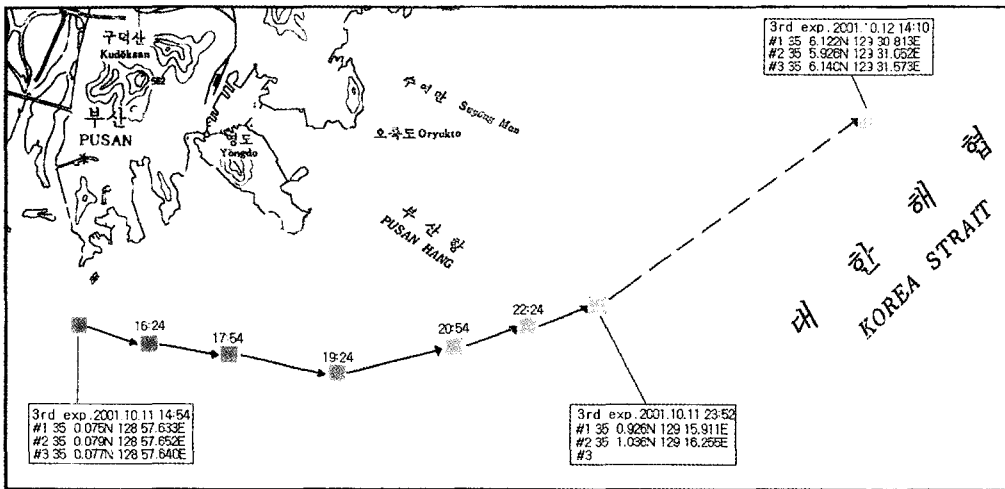 구덕산
Kudŏksan
562
부산
PUSAN
영도
Yŏngdo
수영만 Suyŏng Man
오륙도 Oryukto
부산항
PUSAN HANG
대한해협
KOREA STRAIT
3rd exp.2001.10.12 14:10
#1 35 6.122N 129 30.813E
#2 35 5.926N 129 31.052E
#3 35 6.140N 129 31.573E
16:24
17:54
19:24
20:54
22:24
3rd exp.2001.10.11 14:54
#1 35 0.075N 128 57.633E
#2 35 0.079N 128 57.652E
#3 35 0.077N 128 57.640E
3rd exp.2001.10.11 23:52
#1 35 0.926N 129 15.911E
#2 35 1.036N 129 16.255E
#3